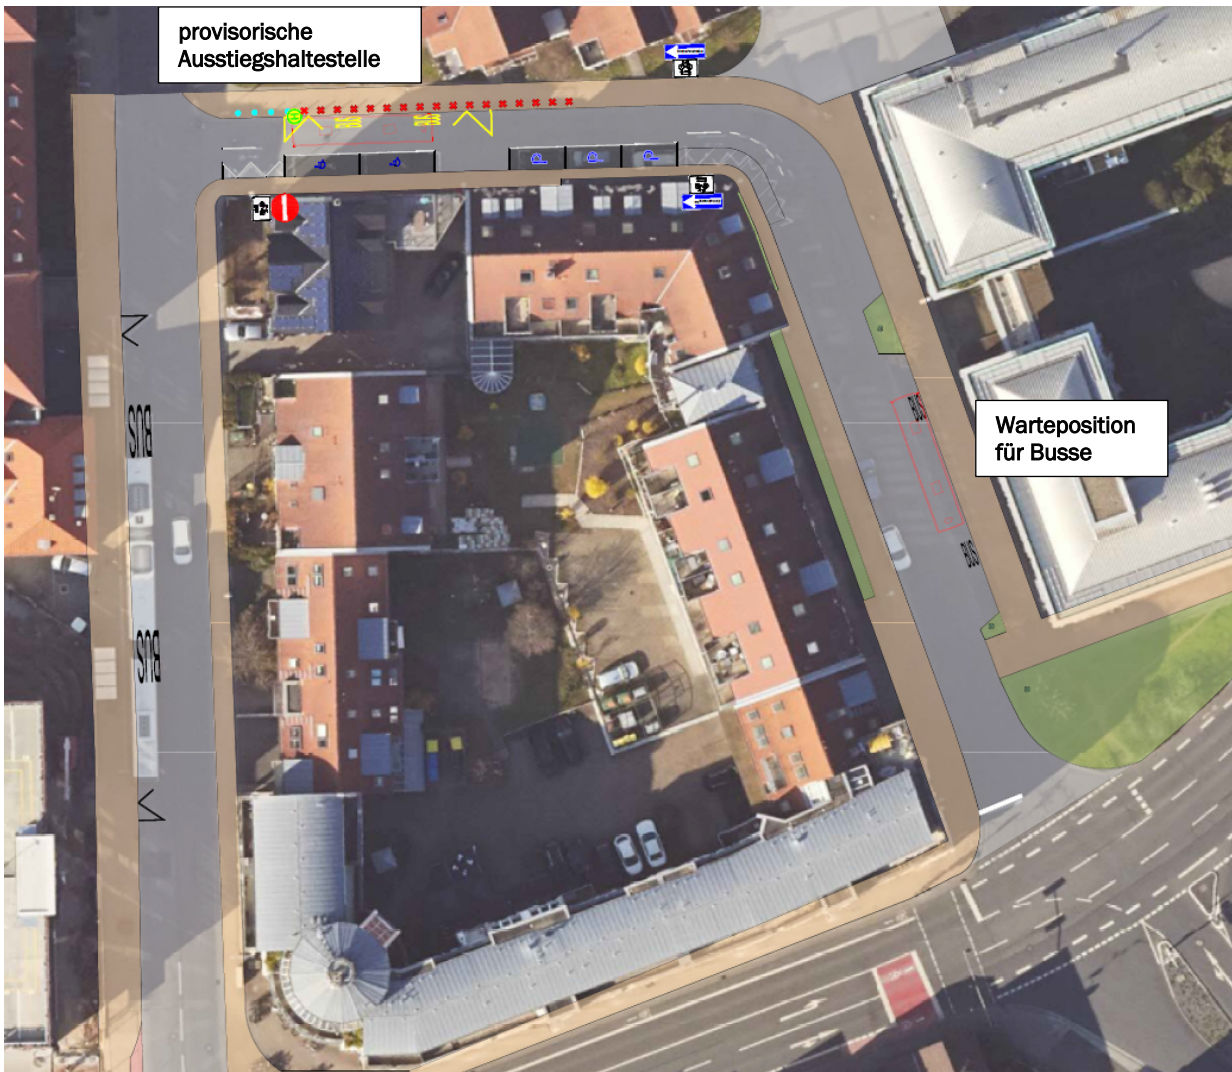 provisorische
Ausstiegshaltestelle
H
BUS
BUS
Warteposition
für Busse
BUS
BUS